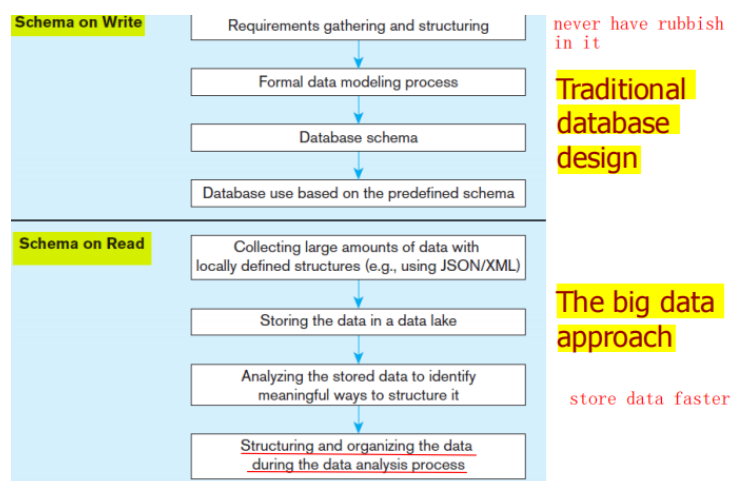 Schema on Write
Requirements gathering and structuring
never have rubbish
in it
Formal data modeling process
Traditional
database
design
Database schema
Database use based on the predefined schema
Schema on Read
Collecting large amounts of data with
locally defined structures (e.g., using JSON/XML)
The big data
approach
Storing the data in a data lake
Analyzing the stored data to identify
meaningful ways to structure it
store data faster
Structuring and organizing the data
during the data analysis process